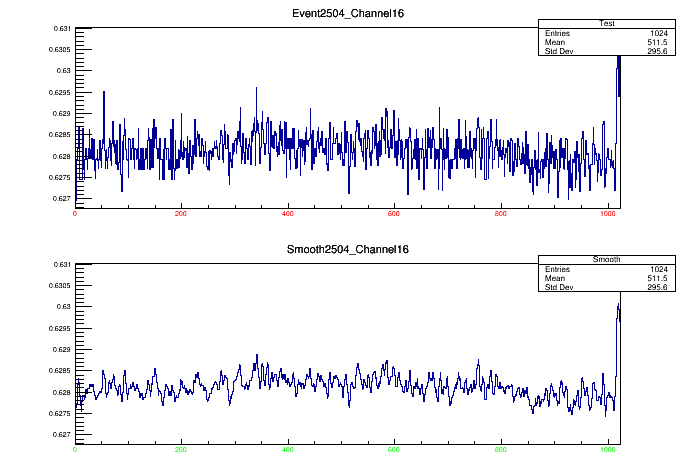 Event2504_Channel16
Test
Entries 1024
Mean 511.5
Std Dev 295.6
0.631
0.6305
0.63
0.6295
0.629
0.6285
0.628
0.6275
0.627
0 200 400 600 800 1000
Smooth2504_Channel16
Smooth
Entries 1024
Mean 511.5
Std Dev 295.6
0.631
0.6305
0.63
0.6295
0.629
0.6285
0.628
0.6275
0.627
0 200 400 600 800 1000